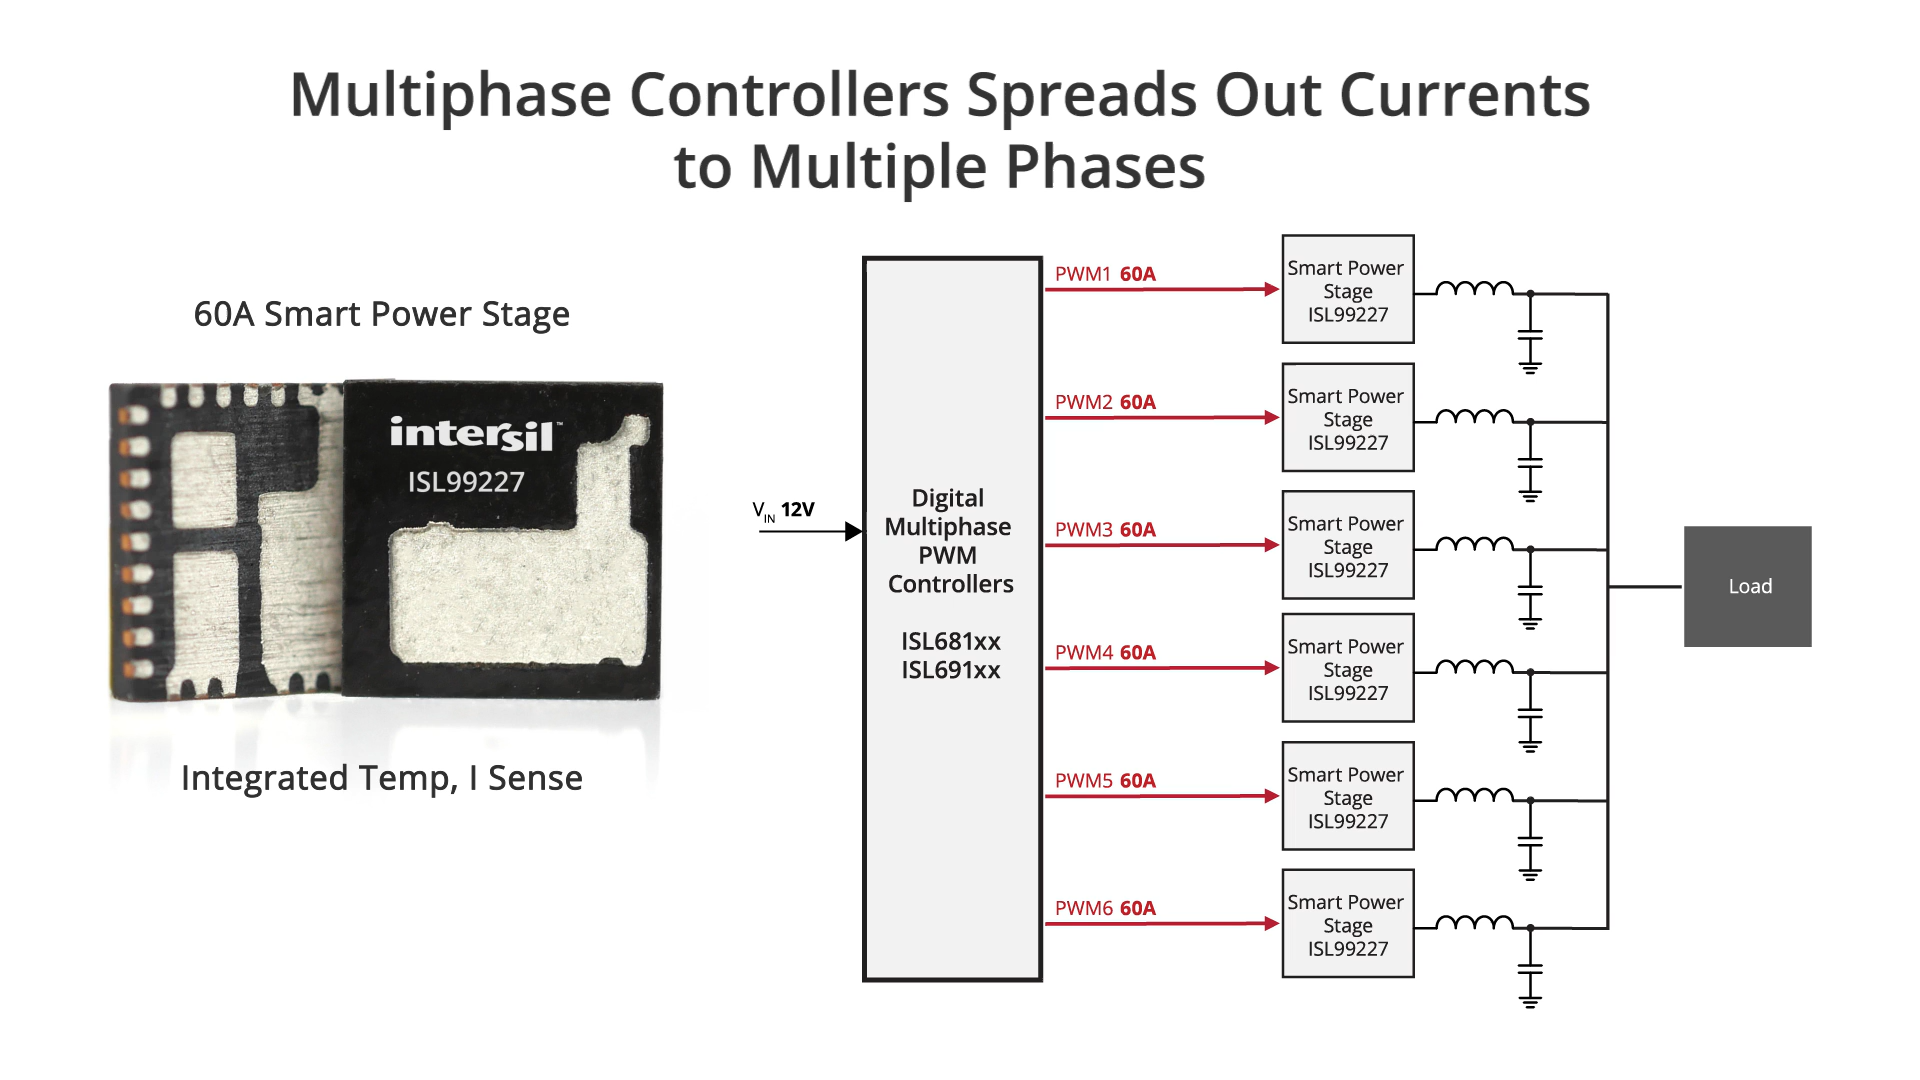 Multiphase Controllers Spreads Out Currents
to Multiple Phases
60A Smart Power Stage
intersil™
ISL99227
Integrated Temp, I Sense
VIN 12V
Digital
Multiphase
PWM
Controllers
ISL681xx
ISL691xx
PWM1 60A
PWM2 60A
PWM3 60A
PWM4 60A
PWM5 60A
PWM6 60A
Smart Power
Stage
ISL99227
Smart Power
Stage
ISL99227
Smart Power
Stage
ISL99227
Smart Power
Stage
ISL99227
Smart Power
Stage
ISL99227
Smart Power
Stage
ISL99227
Load